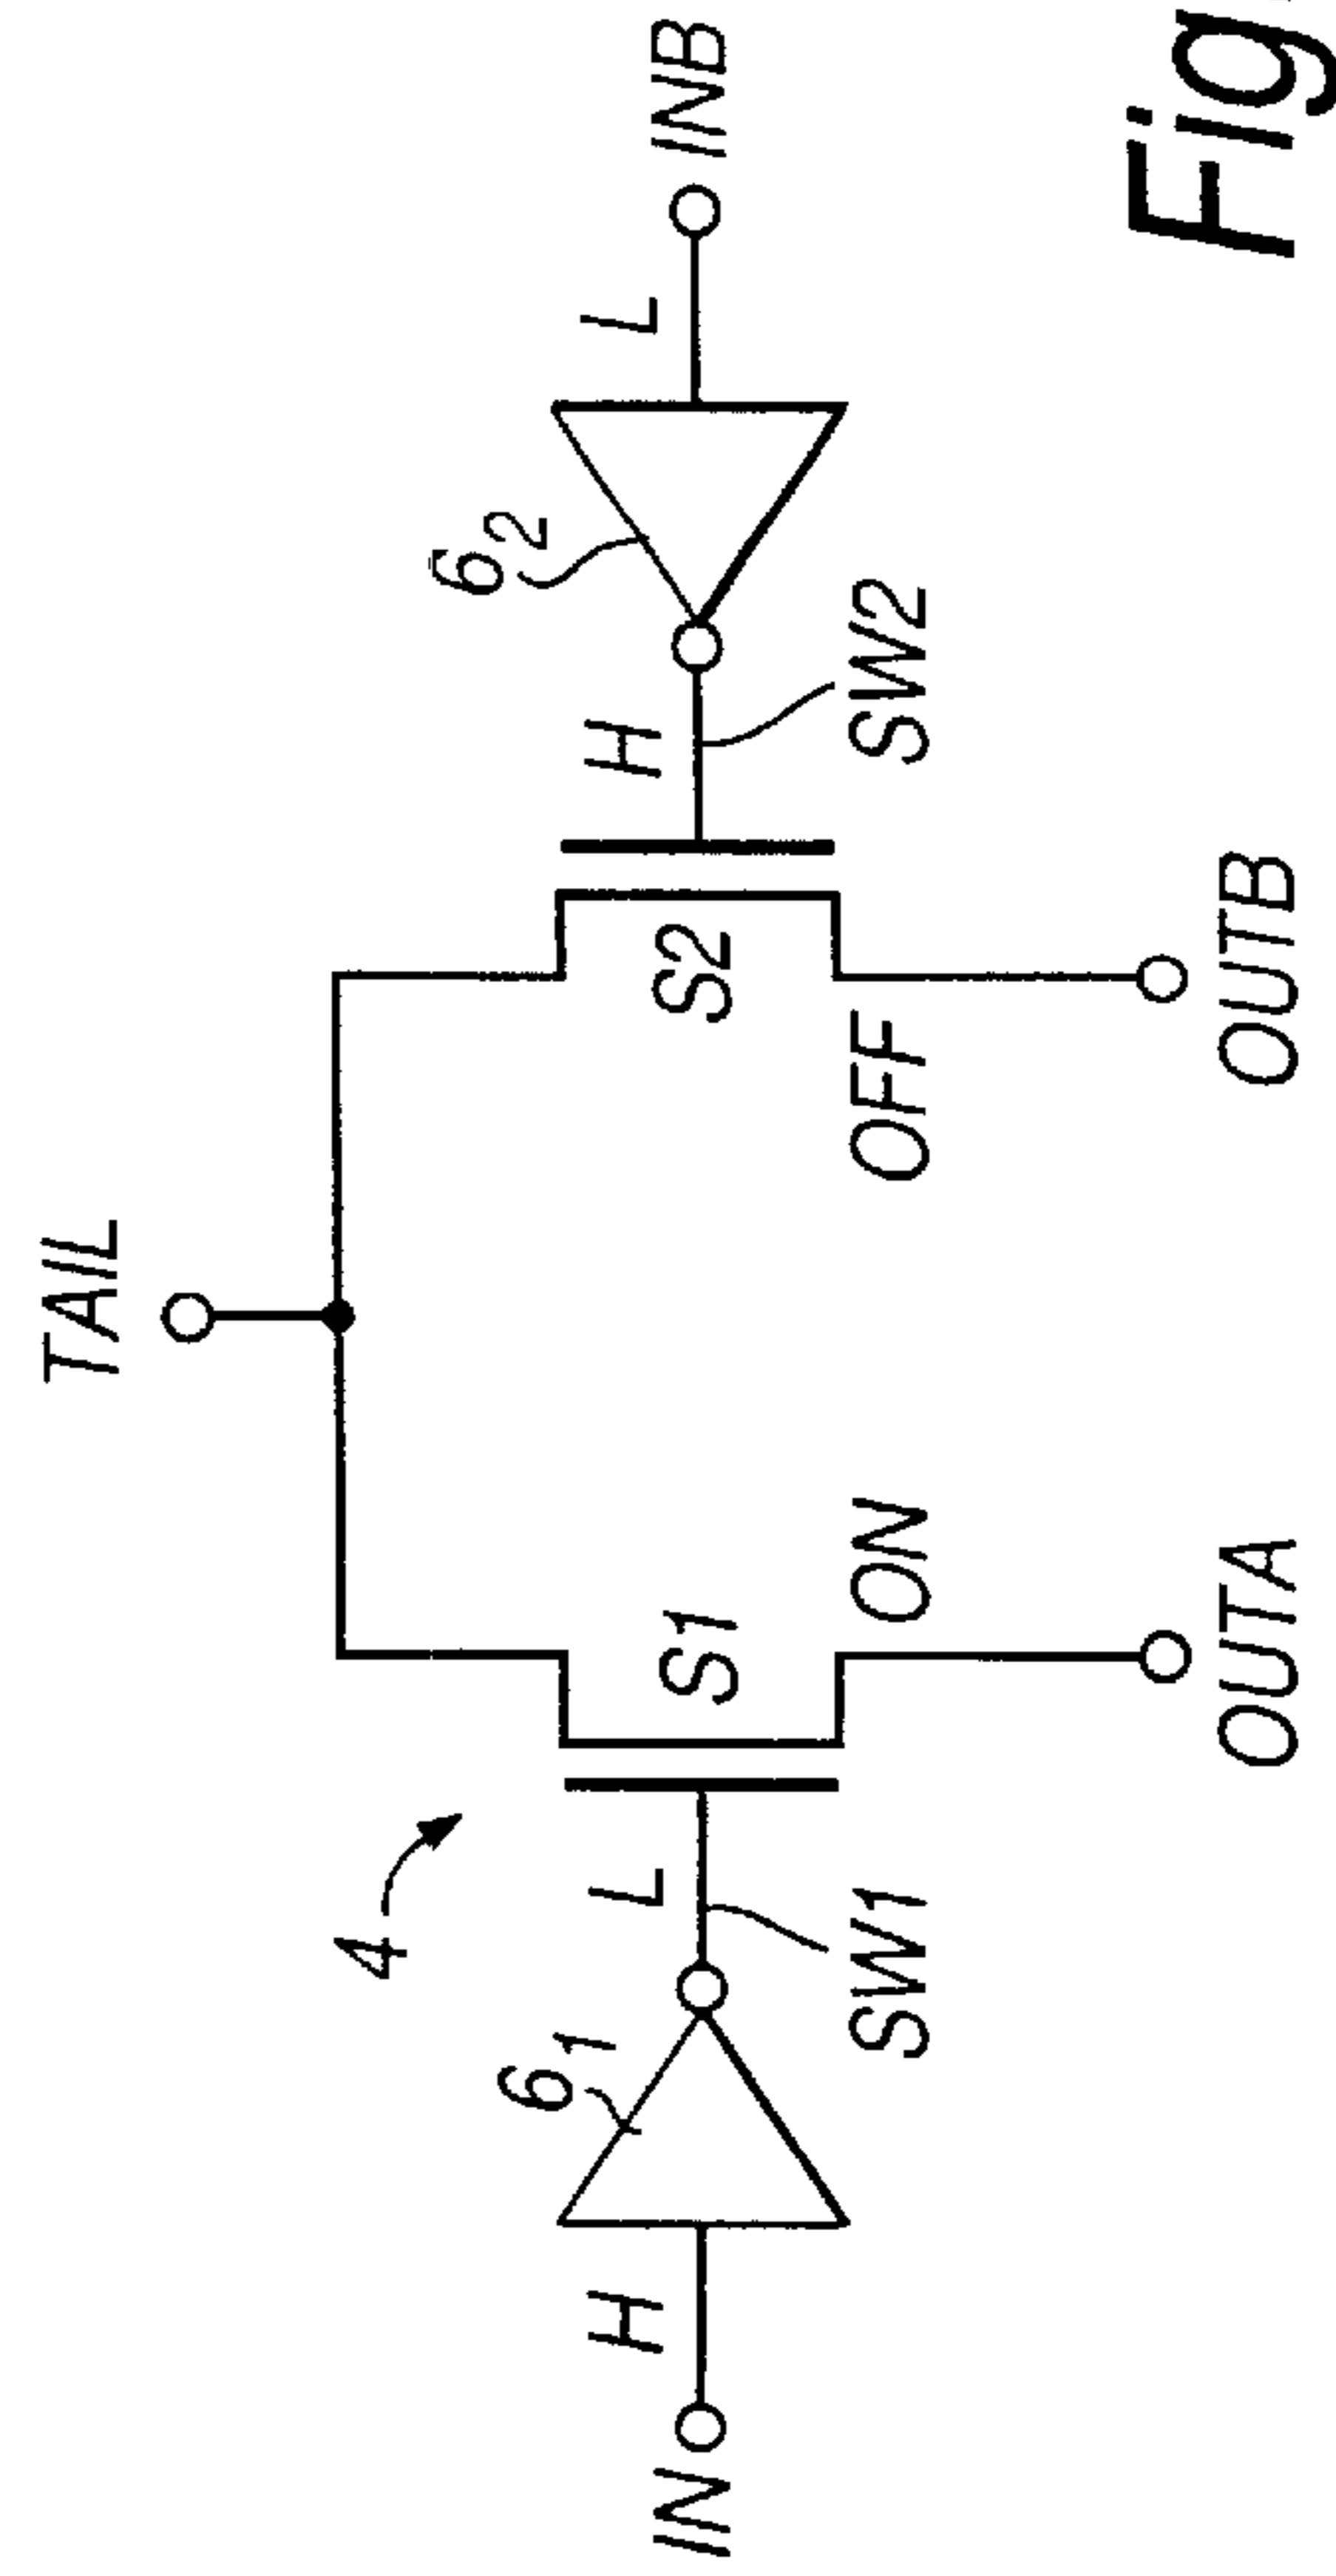 TAIL
4
6₁
6₂
IN
H
L
S1
S2
H
L
INB
SW1
ON
OFF
SW2
OUTA
OUTB
Fig